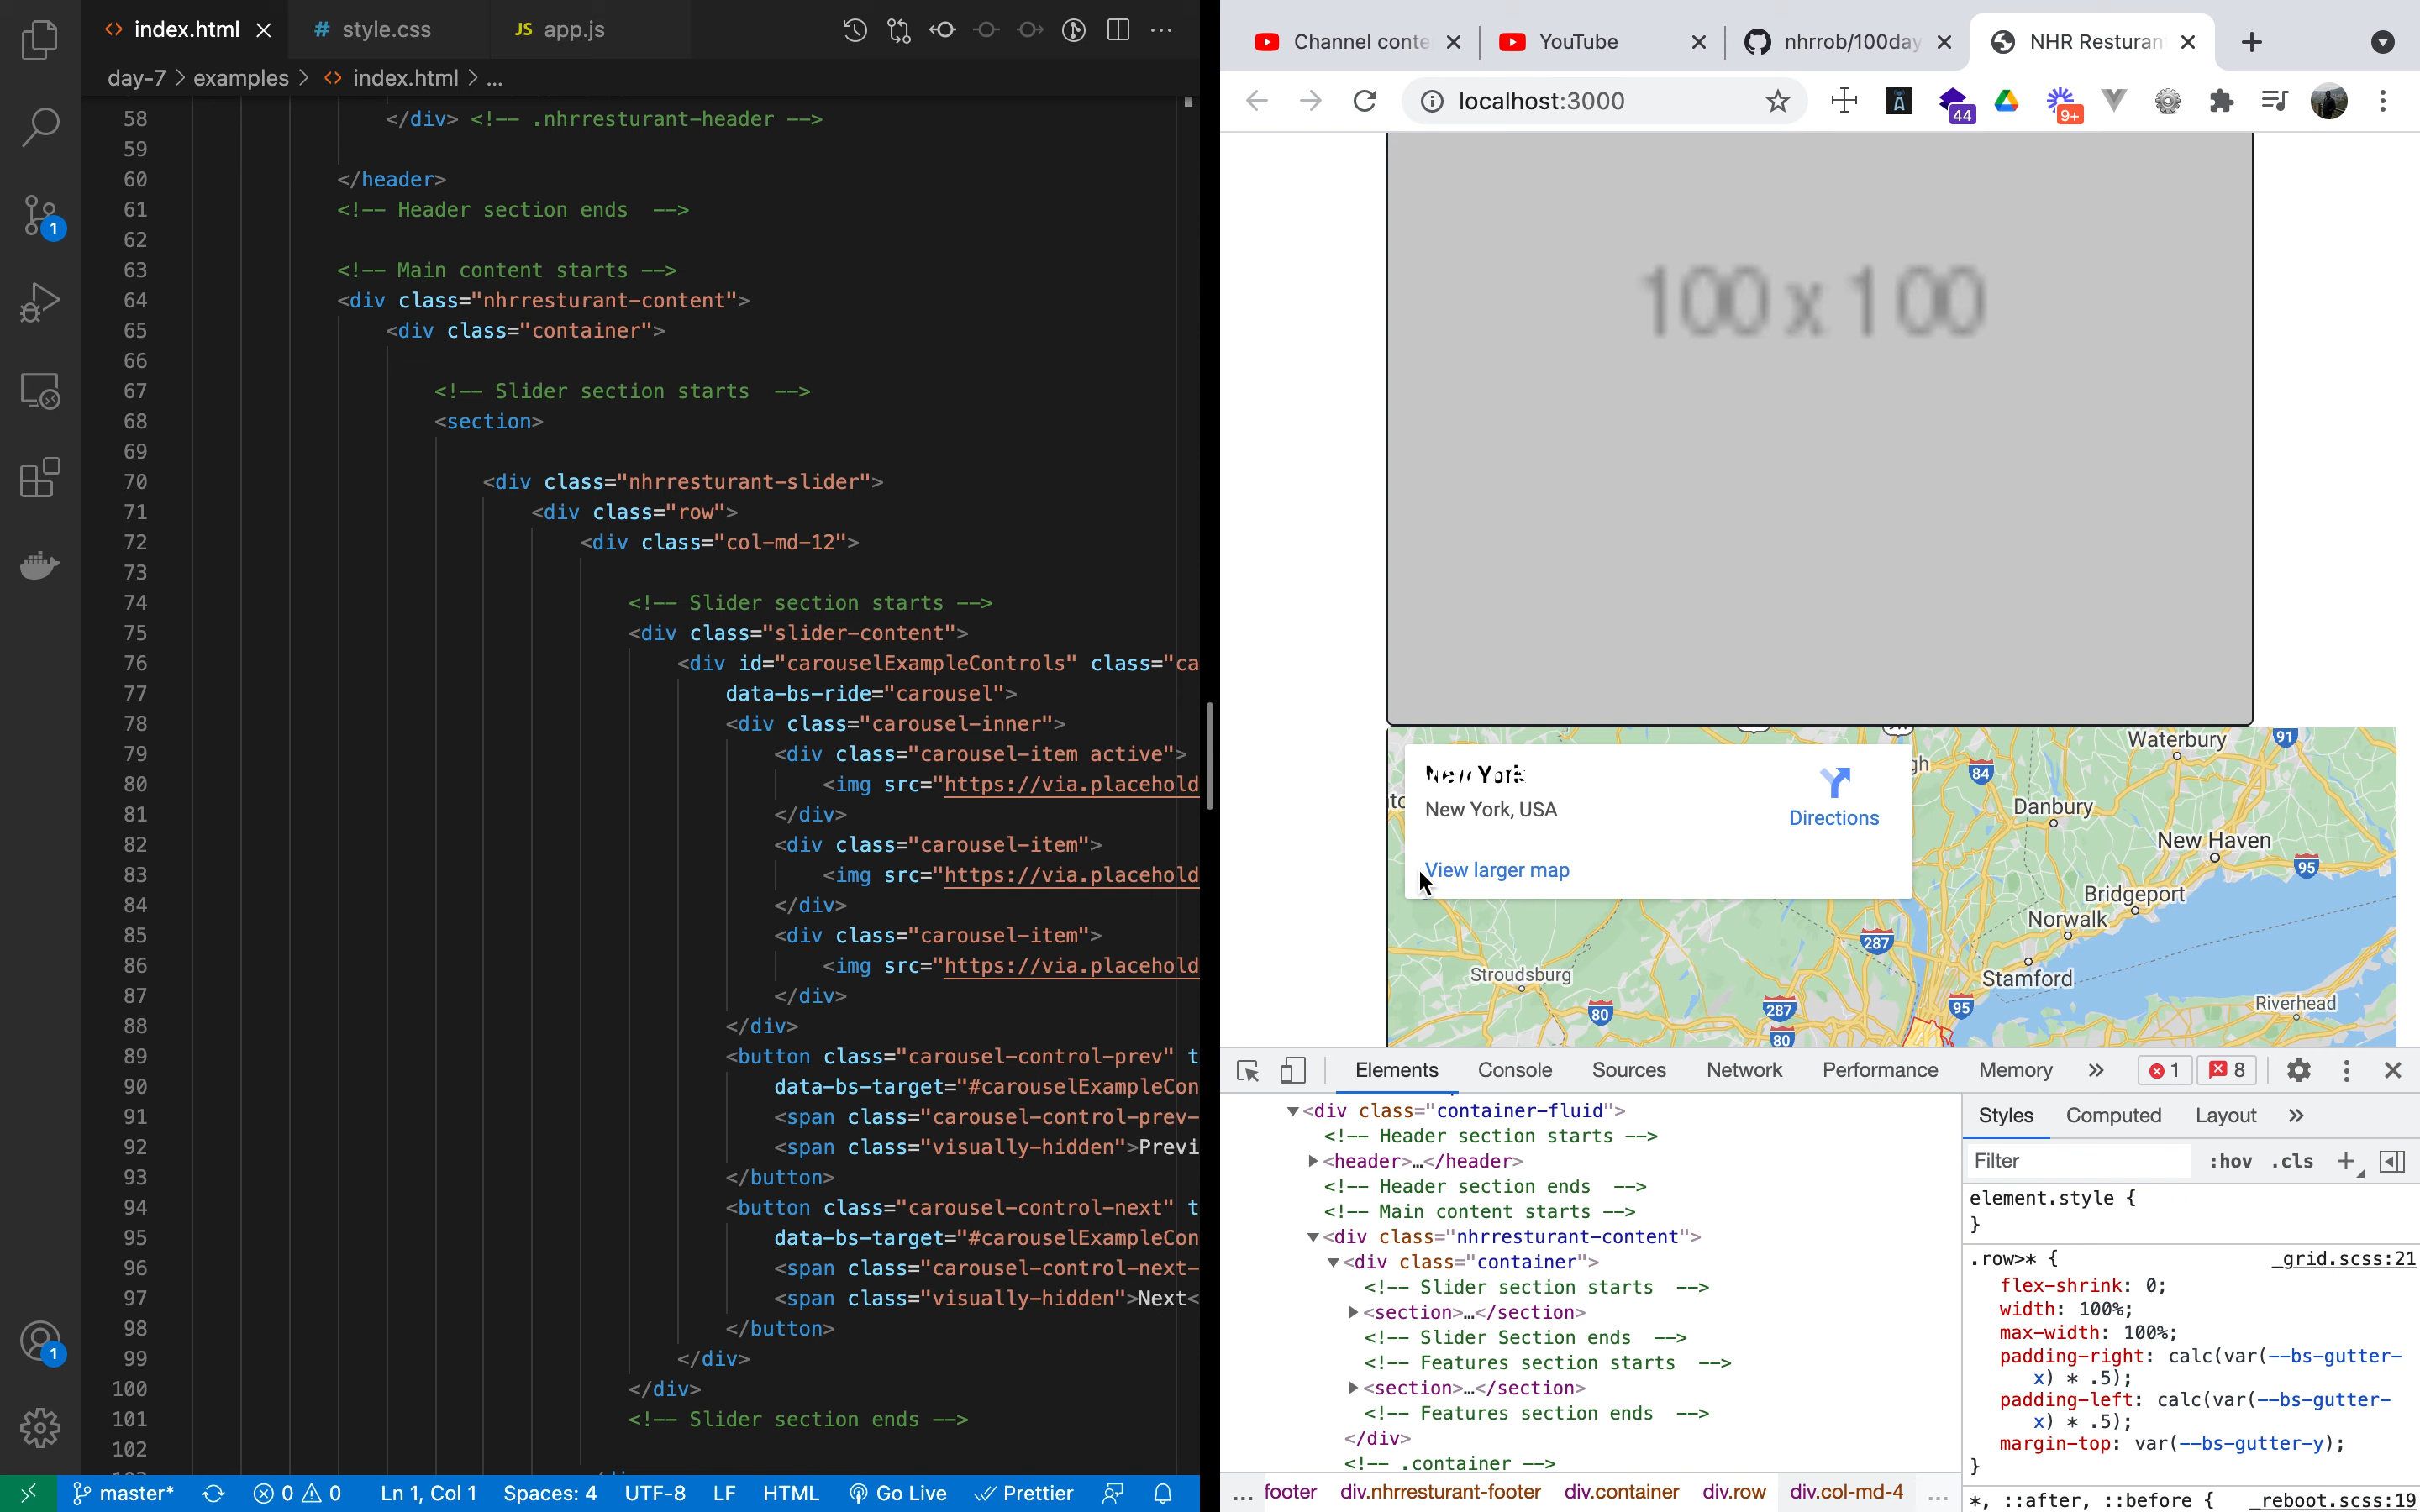 index.html
style.css
JS app.js
day-7 > examples > index.html > ...
58 </div> <!-- .nhrresturant-header -->
59
60 </header>
61 <!-- Header section ends  -->
62
63 <!-- Main content starts -->
64 <div class="nhrresturant-content">
65 <div class="container">
66
67 <!-- Slider section starts  -->
68 <section>
69
70 <div class="nhrresturant-slider">
71 <div class="row">
72 <div class="col-md-12">
73
74 <!-- Slider section starts -->
75 <div class="slider-content">
76 <div id="carouselExampleControls" class="ca
77 data-bs-ride="carousel">
78 <div class="carousel-inner">
79 <div class="carousel-item active">
80 <img src="https://via.placehold
81 </div>
82 <div class="carousel-item">
83 <img src="https://via.placehold
84 </div>
85 <div class="carousel-item">
86 <img src="https://via.placehold
87 </div>
88 </div>
89 <button class="carousel-control-prev" t
90 data-bs-target="#carouselExampleCon
91 <span class="carousel-control-prev-
92 <span class="visually-hidden">Previ
93 </button>
94 <button class="carousel-control-next" t
95 data-bs-target="#carouselExampleCon
96 <span class="carousel-control-next-
97 <span class="visually-hidden">Next<
98 </button>
99 </div>
100 </div>
101 <!-- Slider section ends -->
102
1
1
master* 0 0 Ln 1, Col 1 Spaces: 4 UTF-8 LF HTML Go Live Prettier
Channel conte
YouTube
nhrrob/100day
NHR Resturan
localhost:3000
44
9+
100 x 100
New York
New York, USA
Directions
View larger map
Waterbury
91
84
Danbury
New Haven
95
Bridgeport
Norwalk
287
Stroudsburg
Stamford
80
287
95
Riverhead
80
Elements Console Sources Network Performance Memory » 1 8
<div class="container-fluid">
<!-- Header section starts -->
<header>…</header>
<!-- Header section ends  -->
<!-- Main content starts -->
<div class="nhrresturant-content">
<div class="container">
<!-- Slider section starts  -->
<section>…</section>
<!-- Slider Section ends  -->
<!-- Features section starts  -->
<section>…</section>
<!-- Features section ends  -->
</div>
<!-- .container -->
... footer div.nhrresturant-footer div.container div.row div.col-md-4 ...
Styles Computed Layout »
Filter :hov .cls +
element.style {
}
.row>* { _grid.scss:21
flex-shrink: 0;
width: 100%;
max-width: 100%;
padding-right: calc(var(--bs-gutter-
x) * .5);
padding-left: calc(var(--bs-gutter-
x) * .5);
margin-top: var(--bs-gutter-y);
}
*, ::after, ::before { _reboot.scss:19